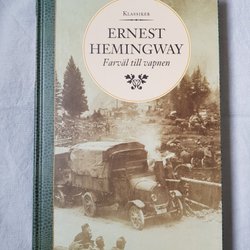 KLASSIKER
ERNEST
HEMINGWAY
Farväl till vapnen